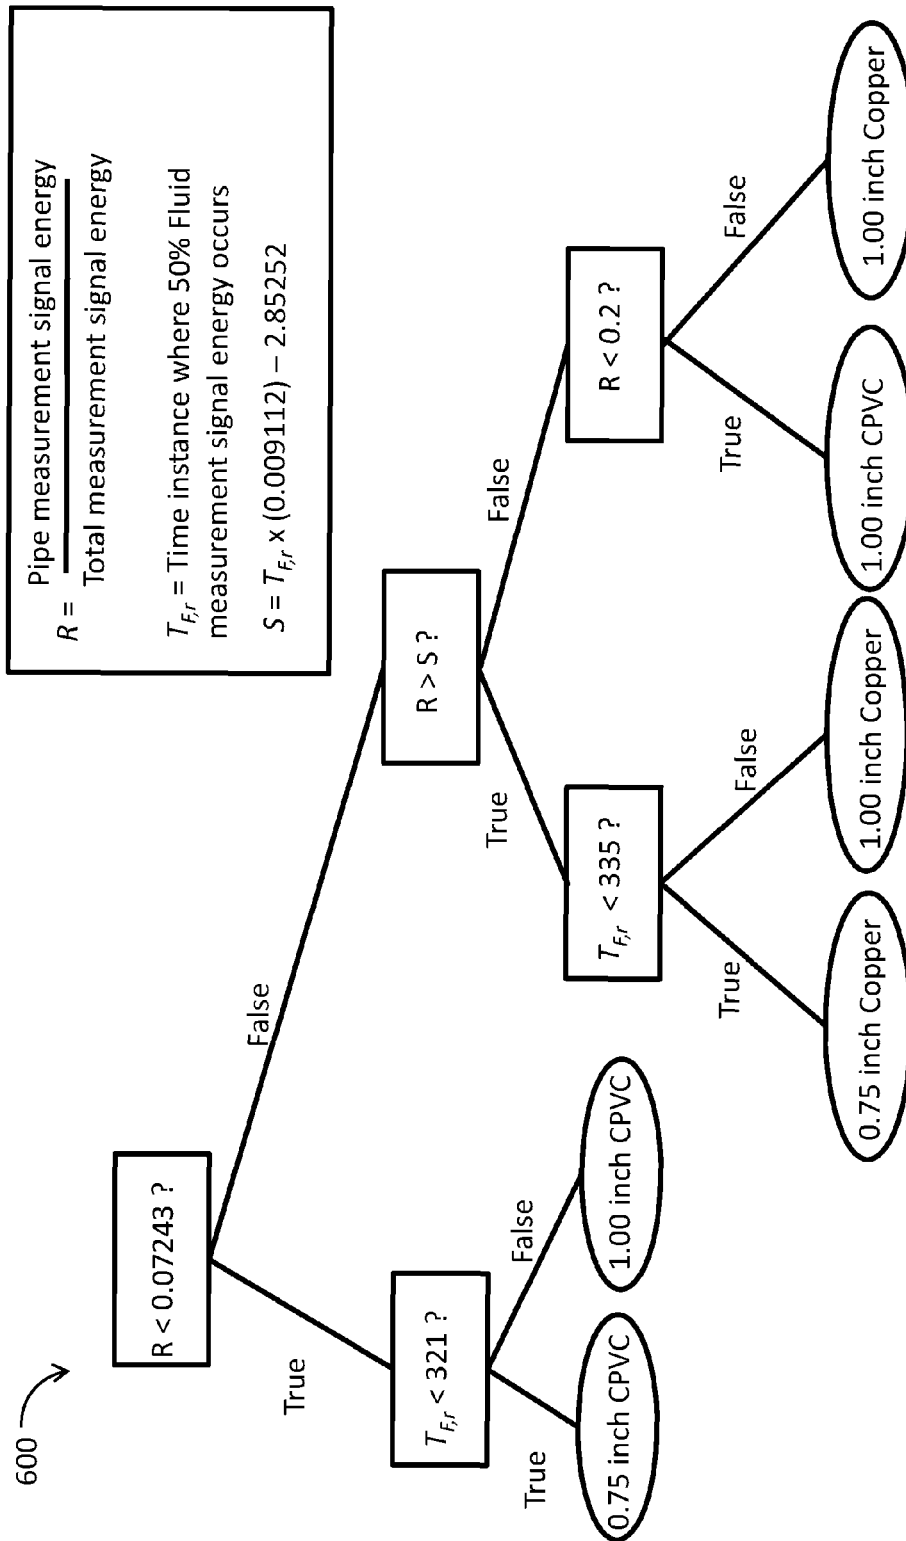 600
R =
Pipe measurement signal energy
Total measurement signal energy
T_F,r = Time instance where 50% Fluid
measurement signal energy occurs
S = T_F,r x (0.009112) – 2.85252
R < 0.07243 ?
True
False
T_F,r < 321 ?
R > S ?
True
False
True
False
0.75 inch CPVC
1.00 inch CPVC
T_F,r < 335 ?
R < 0.2 ?
True
False
True
False
0.75 inch Copper
1.00 inch Copper
1.00 inch CPVC
1.00 inch Copper